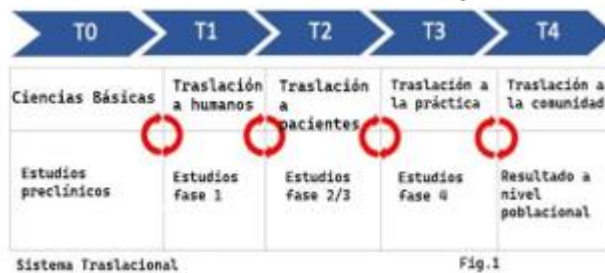 T0 T1 T2 T3 T4
Ciencias Básicas
Traslación
a humanos
Traslación
a
pacientes
Traslación a
la práctica
Traslación a
la comunidad
Estudios
preclínicos
Estudios
fase 1
Estudios
fase 2/3
Estudios
fase 4
Resultado a
nivel
poblacional
Sistema Traslacional
Fig.1